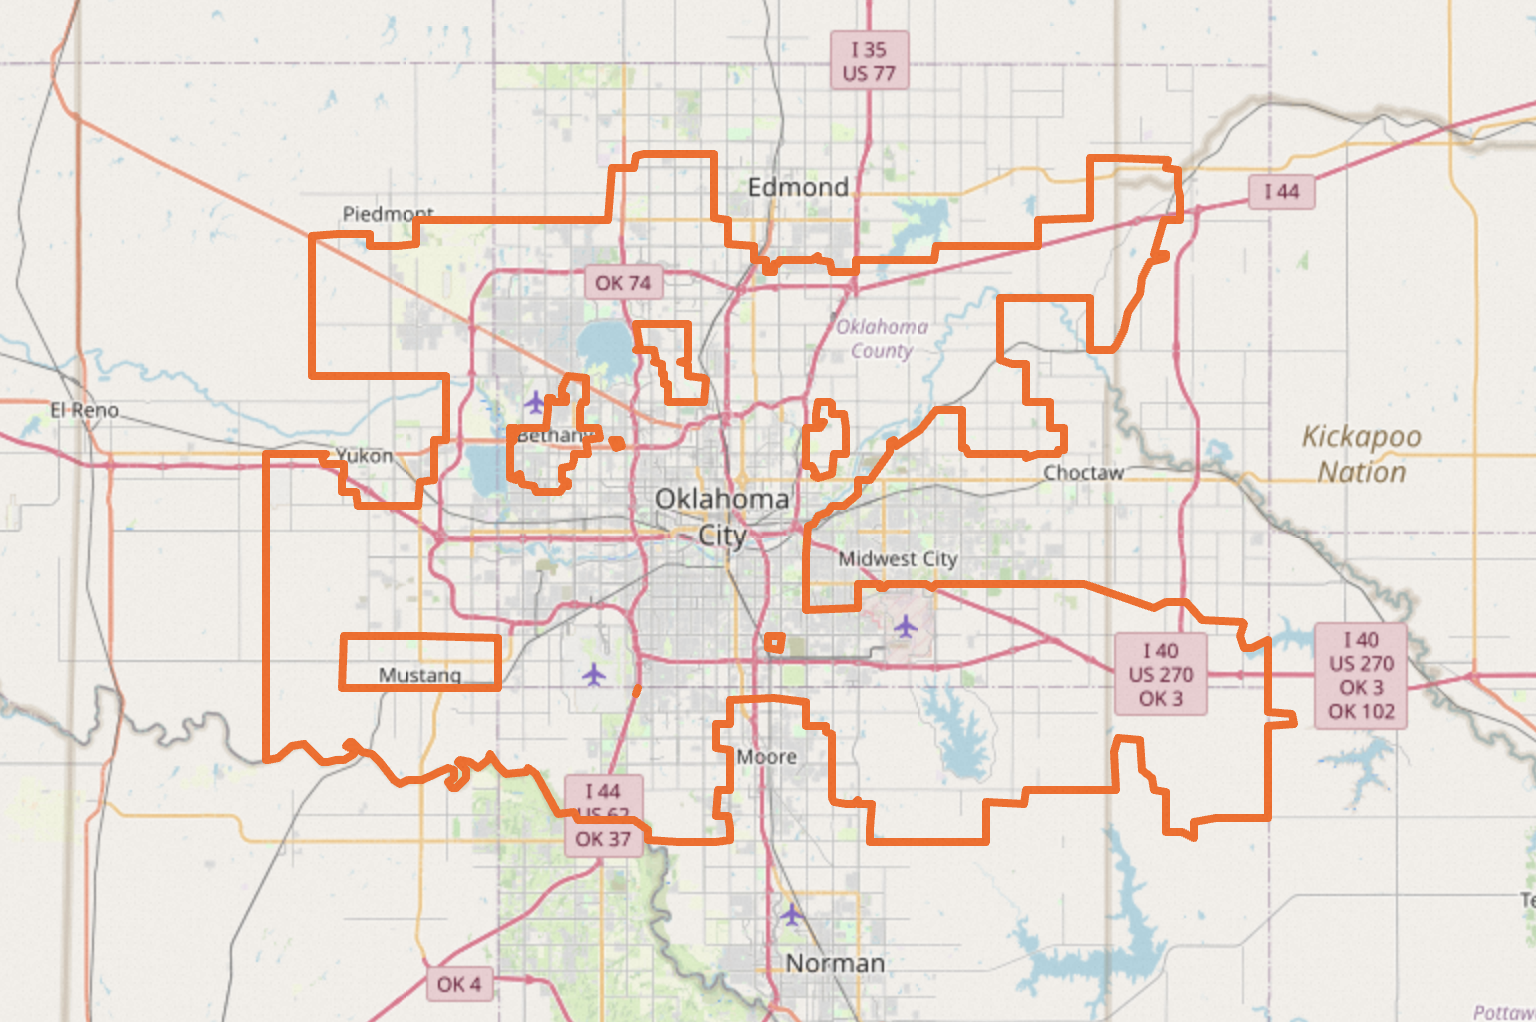 I 35
US 77
Edmond
I 44
Piedmont
OK 74
Oklahoma
County
El Reno
Bethany
Yukon
Kickapoo
Nation
Choctaw
Oklahoma
City
Midwest City
Mustang
I 40
US 270
OK 3
I 40
US 270
OK 3
OK 102
Moore
I 44
US 62
OK 37
Norman
OK 4